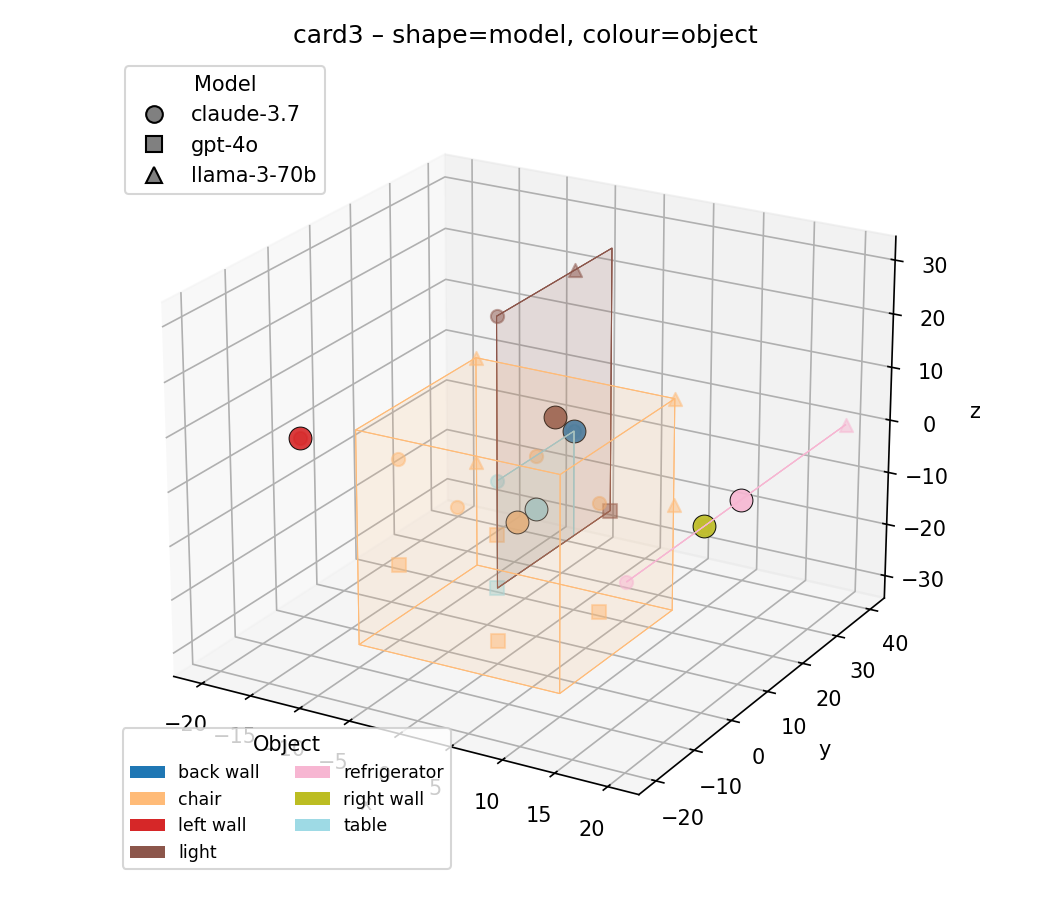 card3 – shape=model, colour=object
Model
claude-3.7
gpt-4o
llama-3-70b
30
20
10
0
−10
−20
−30
z
40
30
20
10
0
−10
−20
y
−20
−15
−10
−5
0
5
10
15
20
x
Object
back wall
chair
left wall
light
refrigerator
right wall
table